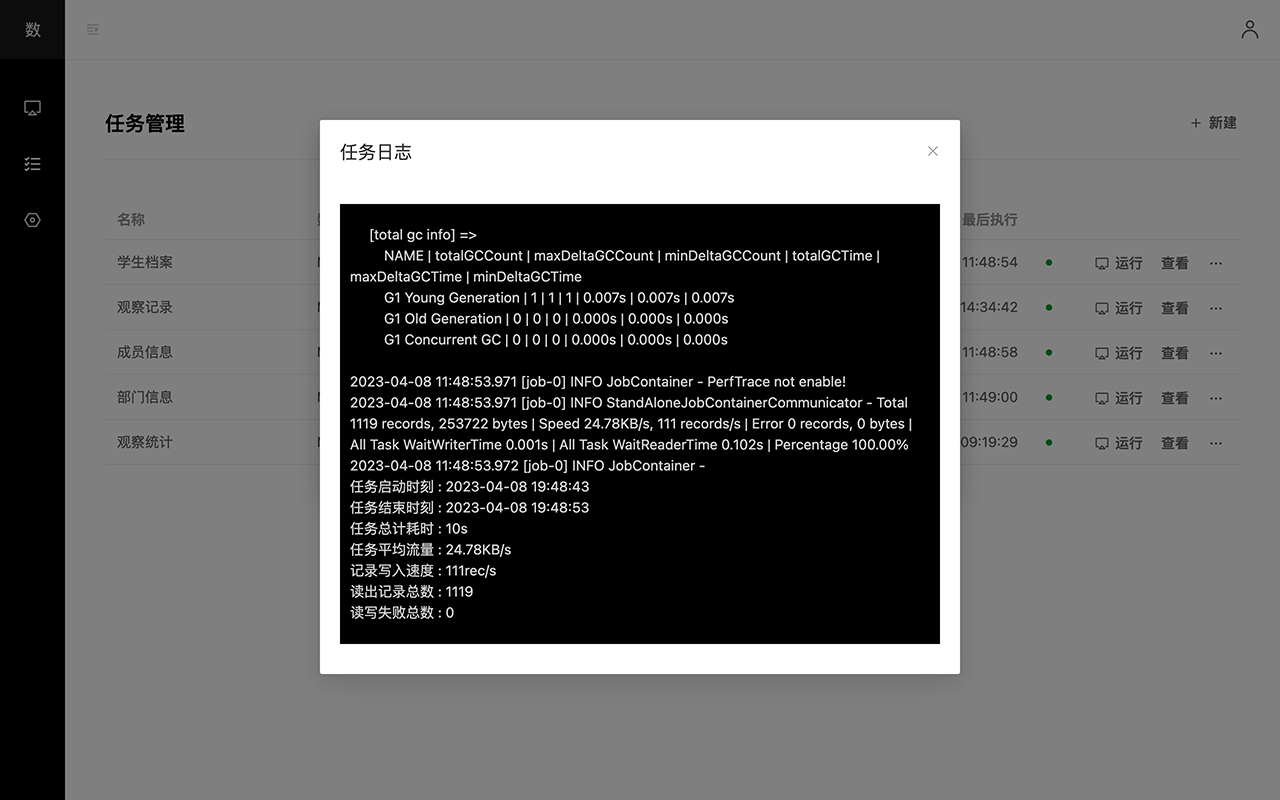 数
任务管理
+ 新建
名称
最后执行
学生档案
11:48:54
运行 查看 ···
观察记录
14:34:42
运行 查看 ···
成员信息
11:48:58
运行 查看 ···
部门信息
11:49:00
运行 查看 ···
观察统计
09:19:29
运行 查看 ···
任务日志
[total gc info] =>
NAME | totalGCCount | maxDeltaGCCount | minDeltaGCCount | totalGCTime |
maxDeltaGCTime | minDeltaGCTime
G1 Young Generation | 1 | 1 | 1 | 0.007s | 0.007s | 0.007s
G1 Old Generation | 0 | 0 | 0 | 0.000s | 0.000s | 0.000s
G1 Concurrent GC | 0 | 0 | 0 | 0.000s | 0.000s | 0.000s
2023-04-08 11:48:53.971 [job-0] INFO JobContainer - PerfTrace not enable!
2023-04-08 11:48:53.971 [job-0] INFO StandAloneJobContainerCommunicator - Total
1119 records, 253722 bytes | Speed 24.78KB/s, 111 records/s | Error 0 records, 0 bytes |
All Task WaitWriterTime 0.001s | All Task WaitReaderTime 0.102s | Percentage 100.00%
2023-04-08 11:48:53.972 [job-0] INFO JobContainer -
任务启动时刻 : 2023-04-08 19:48:43
任务结束时刻 : 2023-04-08 19:48:53
任务总计耗时 : 10s
任务平均流量 : 24.78KB/s
记录写入速度 : 111rec/s
读出记录总数 : 1119
读写失败总数 : 0